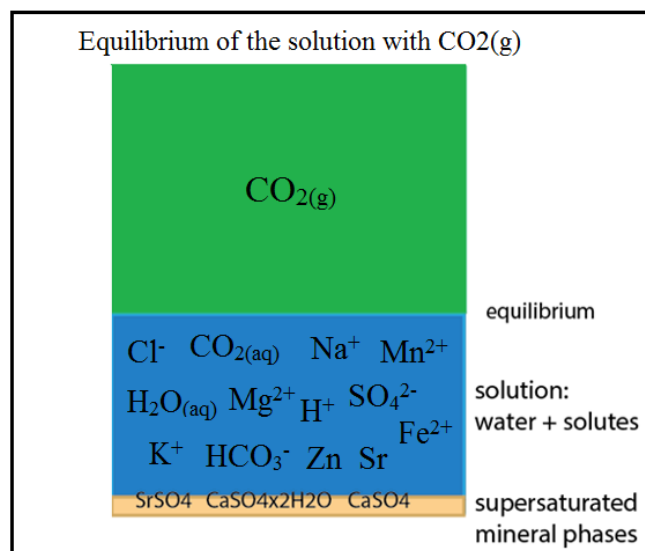 Equilibrium of the solution with CO2(g)
CO₂(g)
equilibrium
Cl⁻ CO₂(aq) Na⁺ Mn²⁺
H₂O(aq) Mg²⁺ H⁺ SO₄²⁻
solution:
water + solutes
Fe²⁺
K⁺ HCO₃⁻ Zn Sr
SrSO4 CaSO4x2H2O CaSO4
supersaturated
mineral phases